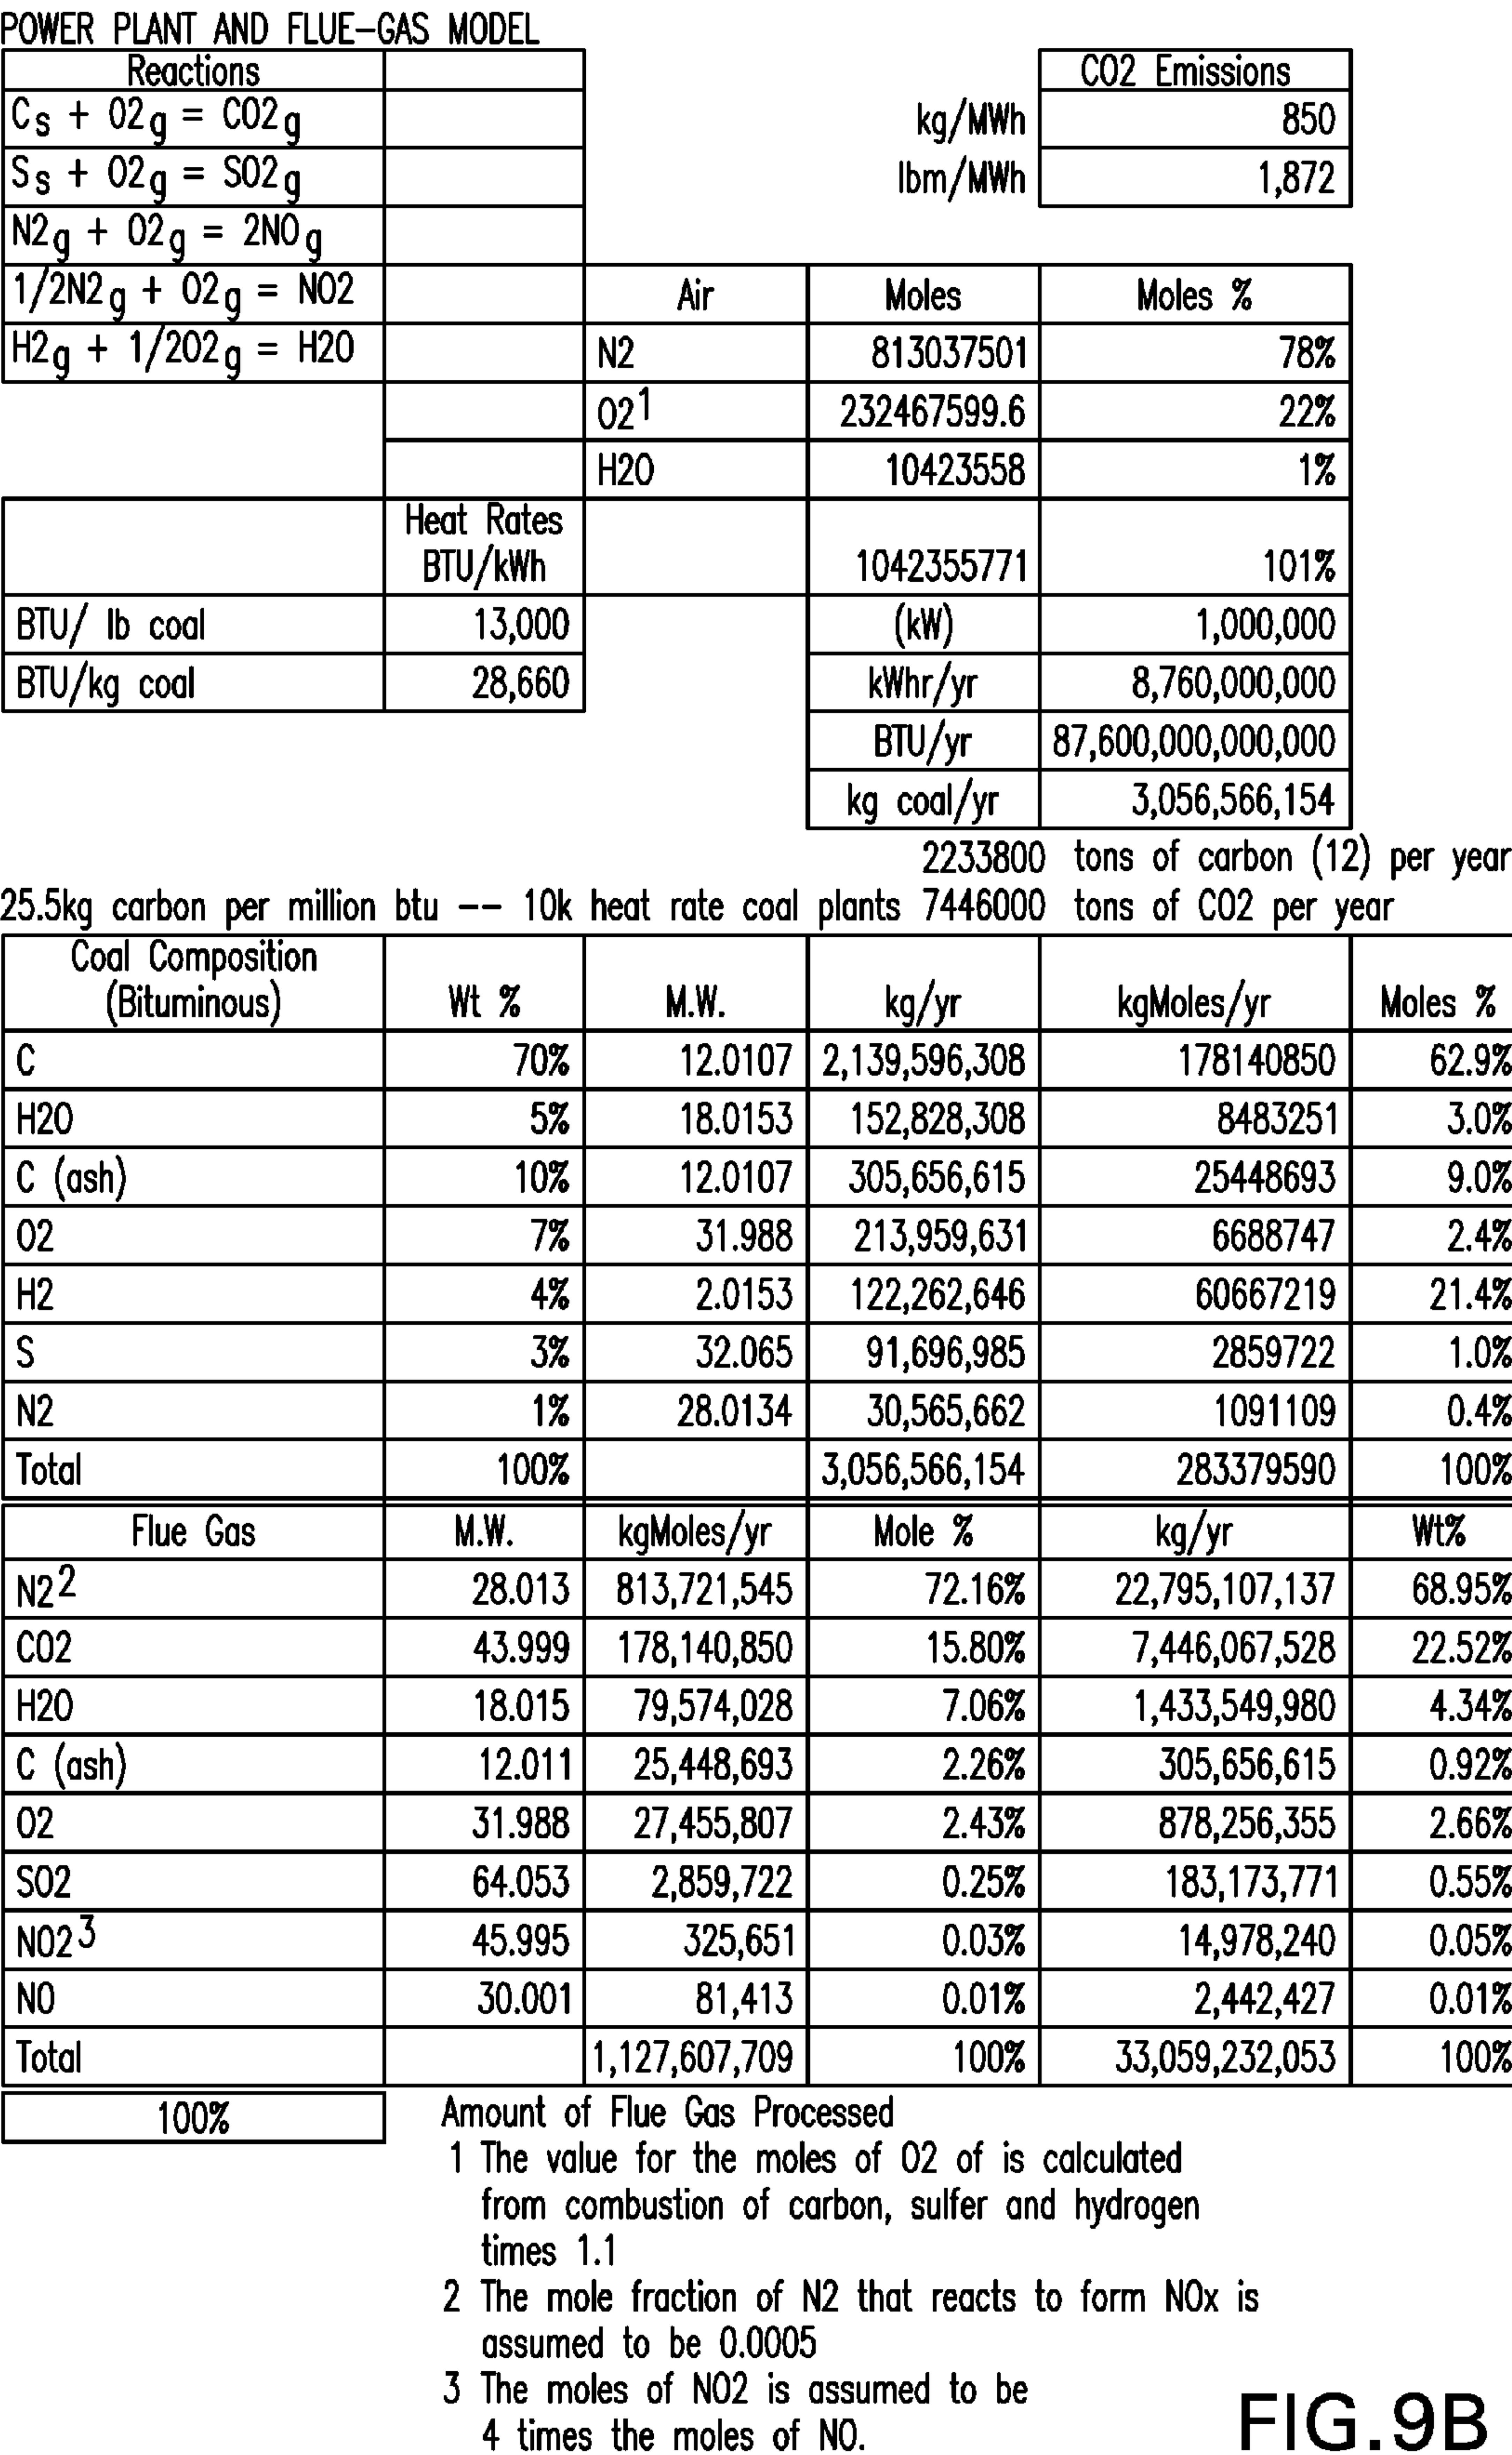 POWER PLANT AND FLUE-GAS MODEL
Reactions
CO2 Emissions
Cs + O2g = CO2g
kg/MWh 850
Ss + O2g = SO2g
lbm/MWh 1,872
N2g + O2g = 2NOg
1/2N2g + O2g = NO2 Air Moles Moles %
H2g + 1/2O2g = H2O N2 813037501 78%
O2 1 232467599.6 22%
H2O 10423558 1%
Heat Rates
BTU/kWh 1042355771 101%
BTU/ lb coal 13,000 (kW) 1,000,000
BTU/kg coal 28,660 kWhr/yr 8,760,000,000
BTU/yr 87,600,000,000,000
kg coal/yr 3,056,566,154
2233800 tons of carbon (12) per year
25.5kg carbon per million btu -- 10k heat rate coal plants 7446000 tons of CO2 per year
Coal Composition
(Bituminous) Wt % M.W. kg/yr kgMoles/yr Moles %
C 70% 12.0107 2,139,596,308 178140850 62.9%
H2O 5% 18.0153 152,828,308 8483251 3.0%
C (ash) 10% 12.0107 305,656,615 25448693 9.0%
O2 7% 31.988 213,959,631 6688747 2.4%
H2 4% 2.0153 122,262,646 60667219 21.4%
S 3% 32.065 91,696,985 2859722 1.0%
N2 1% 28.0134 30,565,662 1091109 0.4%
Total 100% 3,056,566,154 283379590 100%
Flue Gas M.W. kgMoles/yr Mole % kg/yr Wt%
N2 2 28.013 813,721,545 72.16% 22,795,107,137 68.95%
CO2 43.999 178,140,850 15.80% 7,446,067,528 22.52%
H2O 18.015 79,574,028 7.06% 1,433,549,980 4.34%
C (ash) 12.011 25,448,693 2.26% 305,656,615 0.92%
O2 31.988 27,455,807 2.43% 878,256,355 2.66%
SO2 64.053 2,859,722 0.25% 183,173,771 0.55%
NO2 3 45.995 325,651 0.03% 14,978,240 0.05%
NO 30.001 81,413 0.01% 2,442,427 0.01%
Total 1,127,607,709 100% 33,059,232,053 100%
100% Amount of Flue Gas Processed
1 The value for the moles of O2 of is calculated
from combustion of carbon, sulfer and hydrogen
times 1.1
2 The mole fraction of N2 that reacts to form NOx is
assumed to be 0.0005
3 The moles of NO2 is assumed to be
4 times the moles of NO.
FIG.9B